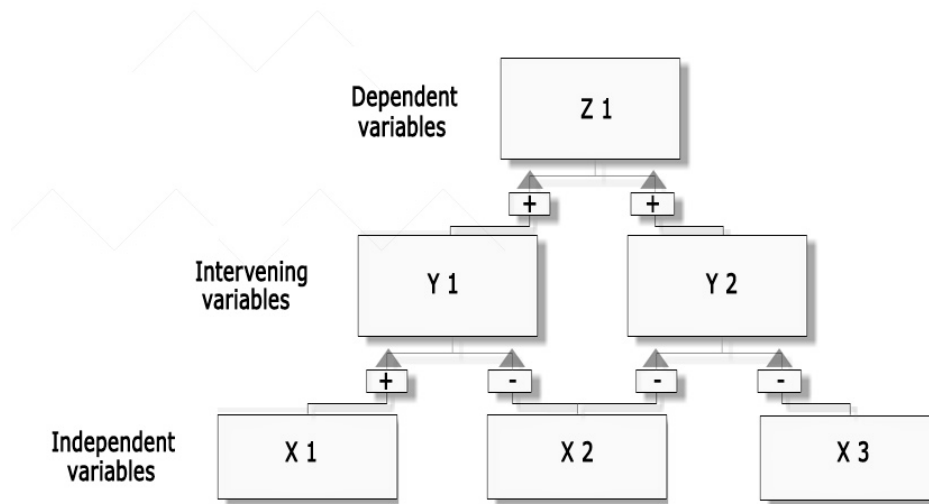 Dependent
variables
Z 1
+ +
Intervening
variables
Y 1
Y 2
+ - - -
Independent
variables
X 1
X 2
X 3